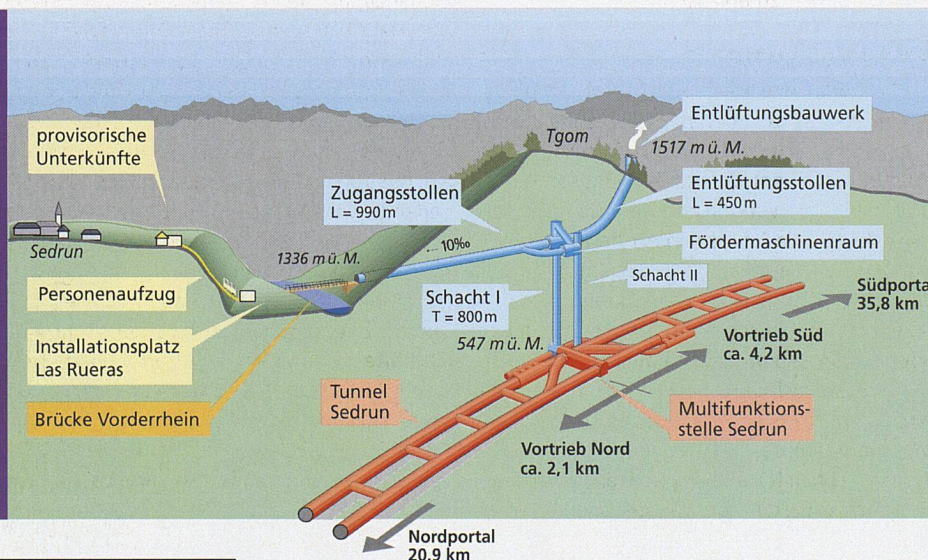 provisorische
Unterkünfte
Sedrun
Personenaufzug
Installationsplatz
Las Rueras
Brücke Vorderrhein
1336 m ü. M.
Zugangsstollen
L = 990 m
10‰
Tgom
Entlüftungsbauwerk
1517 m ü. M.
Entlüftungsstollen
L = 450 m
Fördermaschinenraum
Schacht I
T = 800 m
Schacht II
547 m ü. M.
Südporta
35,8 km
Vortrieb Süd
ca. 4,2 km
Tunnel
Sedrun
Multifunktions-
stelle Sedrun
Vortrieb Nord
ca. 2,1 km
Nordportal
20,9 km